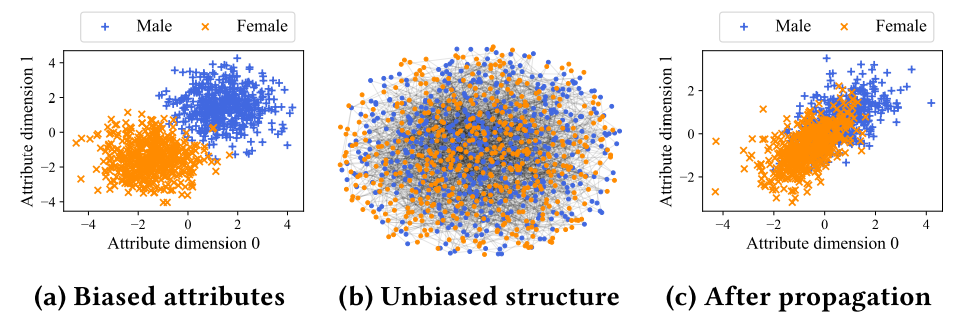 Male Female
Attribute dimension 1
4
2
0
−2
−4
−4 −2 0 2 4
Attribute dimension 0
(a) Biased attributes
(b) Unbiased structure
Male Female
Attribute dimension 1
2
0
−2
−4 −2 0 2 4
Attribute dimension 0
(c) After propagation